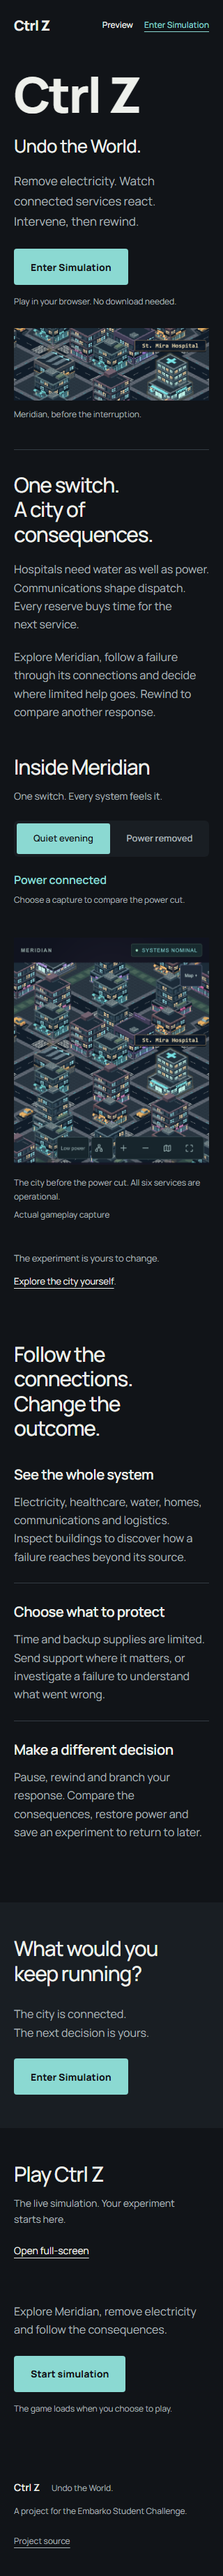 Ctrl Z Preview Enter Simulation
Ctrl Z
Undo the World.
Remove electricity. Watch
connected services react.
Intervene, then rewind.
Enter Simulation
Play in your browser. No download needed.
St. Mira Hospital
Meridian, before the interruption.
One switch.
A city of
consequences.
Hospitals need water as well as power.
Communications shape dispatch.
Every reserve buys time for the
next service.
Explore Meridian, follow a failure
through its connections and decide
where limited help goes. Rewind to
compare another response.
Inside Meridian
One switch. Every system feels it.
Quiet evening Power removed
Power connected
Choose a capture to compare the power cut.
MERIDIAN SYSTEMS NOMINAL
Map +
St. Mira Hospital
Low power
The city before the power cut. All six services are
operational.
Actual gameplay capture
The experiment is yours to change.
Explore the city yourself.
Follow the
connections.
Change the
outcome.
See the whole system
Electricity, healthcare, water, homes,
communications and logistics.
Inspect buildings to discover how a
failure reaches beyond its source.
Choose what to protect
Time and backup supplies are limited.
Send support where it matters, or
investigate a failure to understand
what went wrong.
Make a different decision
Pause, rewind and branch your
response. Compare the
consequences, restore power and
save an experiment to return to later.
What would you
keep running?
The city is connected.
The next decision is yours.
Enter Simulation
Play Ctrl Z
The live simulation. Your experiment
starts here.
Open full-screen
Explore Meridian, remove electricity
and follow the consequences.
Start simulation
The game loads when you choose to play.
Ctrl Z Undo the World.
A project for the Embarko Student Challenge.
Project source